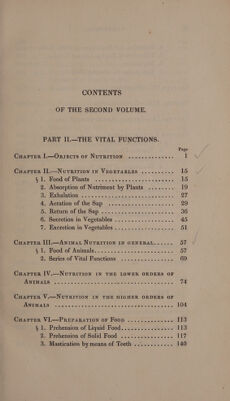 CONTENTS
OF THE SECOND VOLUME.
PART II.—THE VITAL FUNCTIONS.
Page
CHAPTER I.—OBJECTS OF NUTRITION ............... 1
CHAPTER II.—NUTRITION IN VEGETABLES ............ 15
§ 1. Food of Plants ........................... 15
2. Absorption of Nutriment by Plants ......... 19
3. Exhalation ............................... 27
4. Aeration of the Sap ....................... 29
5. Return of the Sap ......................... 36
6. Secretion in Vegetables ................... 45
7. Excretion in Vegetables ................... 51
CHAPTER III.—ANIMAL NUTRITION IN GENERAL...... 57
§ 1. Food of Animals.......................... 57
2. Series of Vital Functions ................. 69
CHAPTER IV.—NUTRITION IN THE LOWER ORDERS OF
ANIMALS ....................................... 74
CHAPTER V.—NUTRITION IN THE HIGHER ORDERS OF
ANIMALS ....................................... 104
CHAPTER VI.—PREPARATION OF FOOD ............... 113
§ 1. Prehension of Liquid Food................. 113
2. Prehension of Solid Food .................. 117
3. Mastication by means of Teeth ............. 140